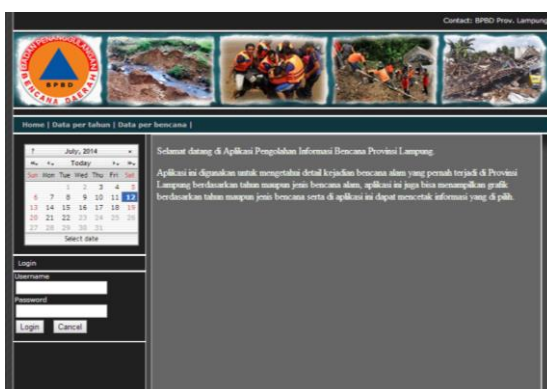 Contact: BPBD Prov. Lampung
BADAN PENANGGULANGAN
BPBD
BENCANA DAERAH
Home | Data per tahun | Data per bencana |
? July, 2014 ×
«, ‹, Today ›, »,
Sun Mon Tue Wed Thu Fri Sat
1 2 3 4 5
6 7 8 9 10 11 12
13 14 15 16 17 18 19
20 21 22 23 24 25 26
27 28 29 30 31
Select date
Login
Username
Password
Login Cancel
Selamat datang di Aplikasi Pengolahan Informasi Bencana Provinsi Lampung.
Aplikasi ini digunakan untuk mengetahui detail kejadian bencana alam yang pernah terjadi di Provinsi
Lampung berdasarkan tahun maupun jenis bencana alam, aplikasi ini juga bisa menampilkan grafik
berdasarkan tahun maupun jenis bencana serta di aplikasi ini dapat mencetak informasi yang di pilih.